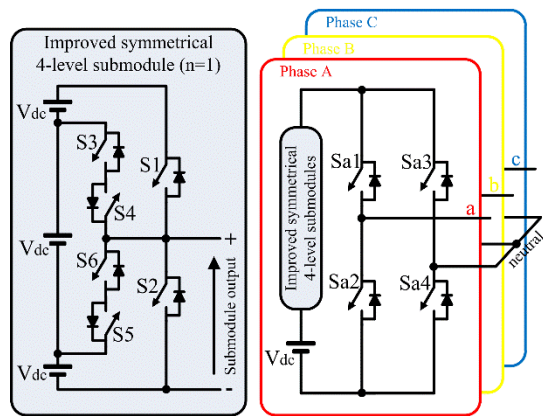 Improved symmetrical
4-level submodule (n=1)
Vdc
S3
S1
S4
Vdc
S6
S2
S5
Vdc
+
-
Submodule output
Phase C
Phase B
Phase A
Improved symmetrical
4-level submodules
Vdc
Sa1
Sa3
Sa2
Sa4
a
b
c
neutral